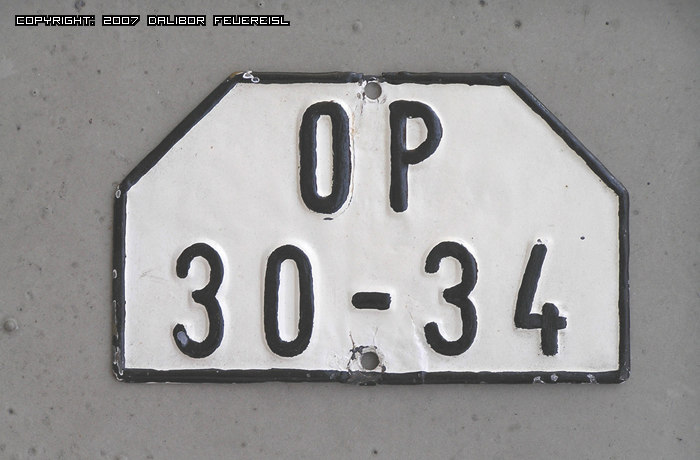 COPYRIGHT: 2007 DALIBOR FEUEREISL
OP
30-34